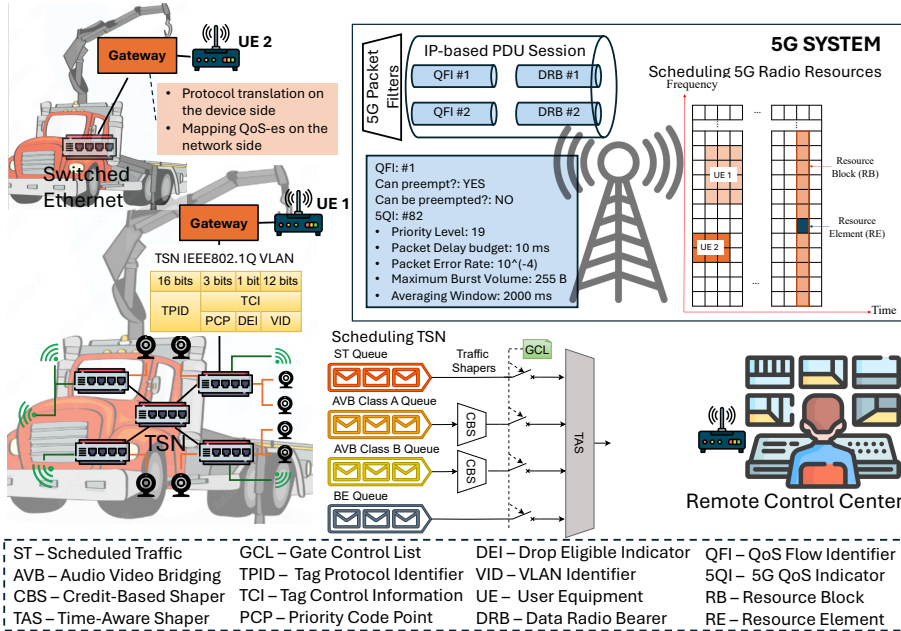 Gateway
UE 2
Protocol translation on
the device side
Mapping QoS-es on the
network side
Switched
Ethernet
Gateway
UE 1
TSN IEEE802.1Q VLAN
16 bits 3 bits 1 bit 12 bits
TPID TCI
PCP DEI VID
TSN
5G Packet
Filters
IP-based PDU Session
QFI #1 DRB #1
QFI #2 DRB #2
5G SYSTEM
Scheduling 5G Radio Resources
Frequency
... ...
UE 1
UE 2
Resource
Block (RB)
Resource
Element (RE)
...
Time
QFI: #1
Can preempt?: YES
Can be preempted?: NO
5QI: #82
• Priority Level: 19
• Packet Delay budget: 10 ms
• Packet Error Rate: 10^(-4)
• Maximum Burst Volume: 255 B
• Averaging Window: 2000 ms
Scheduling TSN
ST Queue
Traffic
Shapers
GCL
AVB Class A Queue
CBS
AVB Class B Queue
CBS
BE Queue
TAS
Remote Control Center
ST – Scheduled Traffic
AVB – Audio Video Bridging
CBS – Credit-Based Shaper
TAS – Time-Aware Shaper
GCL – Gate Control List
TPID – Tag Protocol Identifier
TCI – Tag Control Information
PCP – Priority Code Point
DEI – Drop Eligible Indicator
VID – VLAN Identifier
UE – User Equipment
DRB – Data Radio Bearer
QFI – QoS Flow Identifier
5QI – 5G QoS Indicator
RB – Resource Block
RE – Resource Element